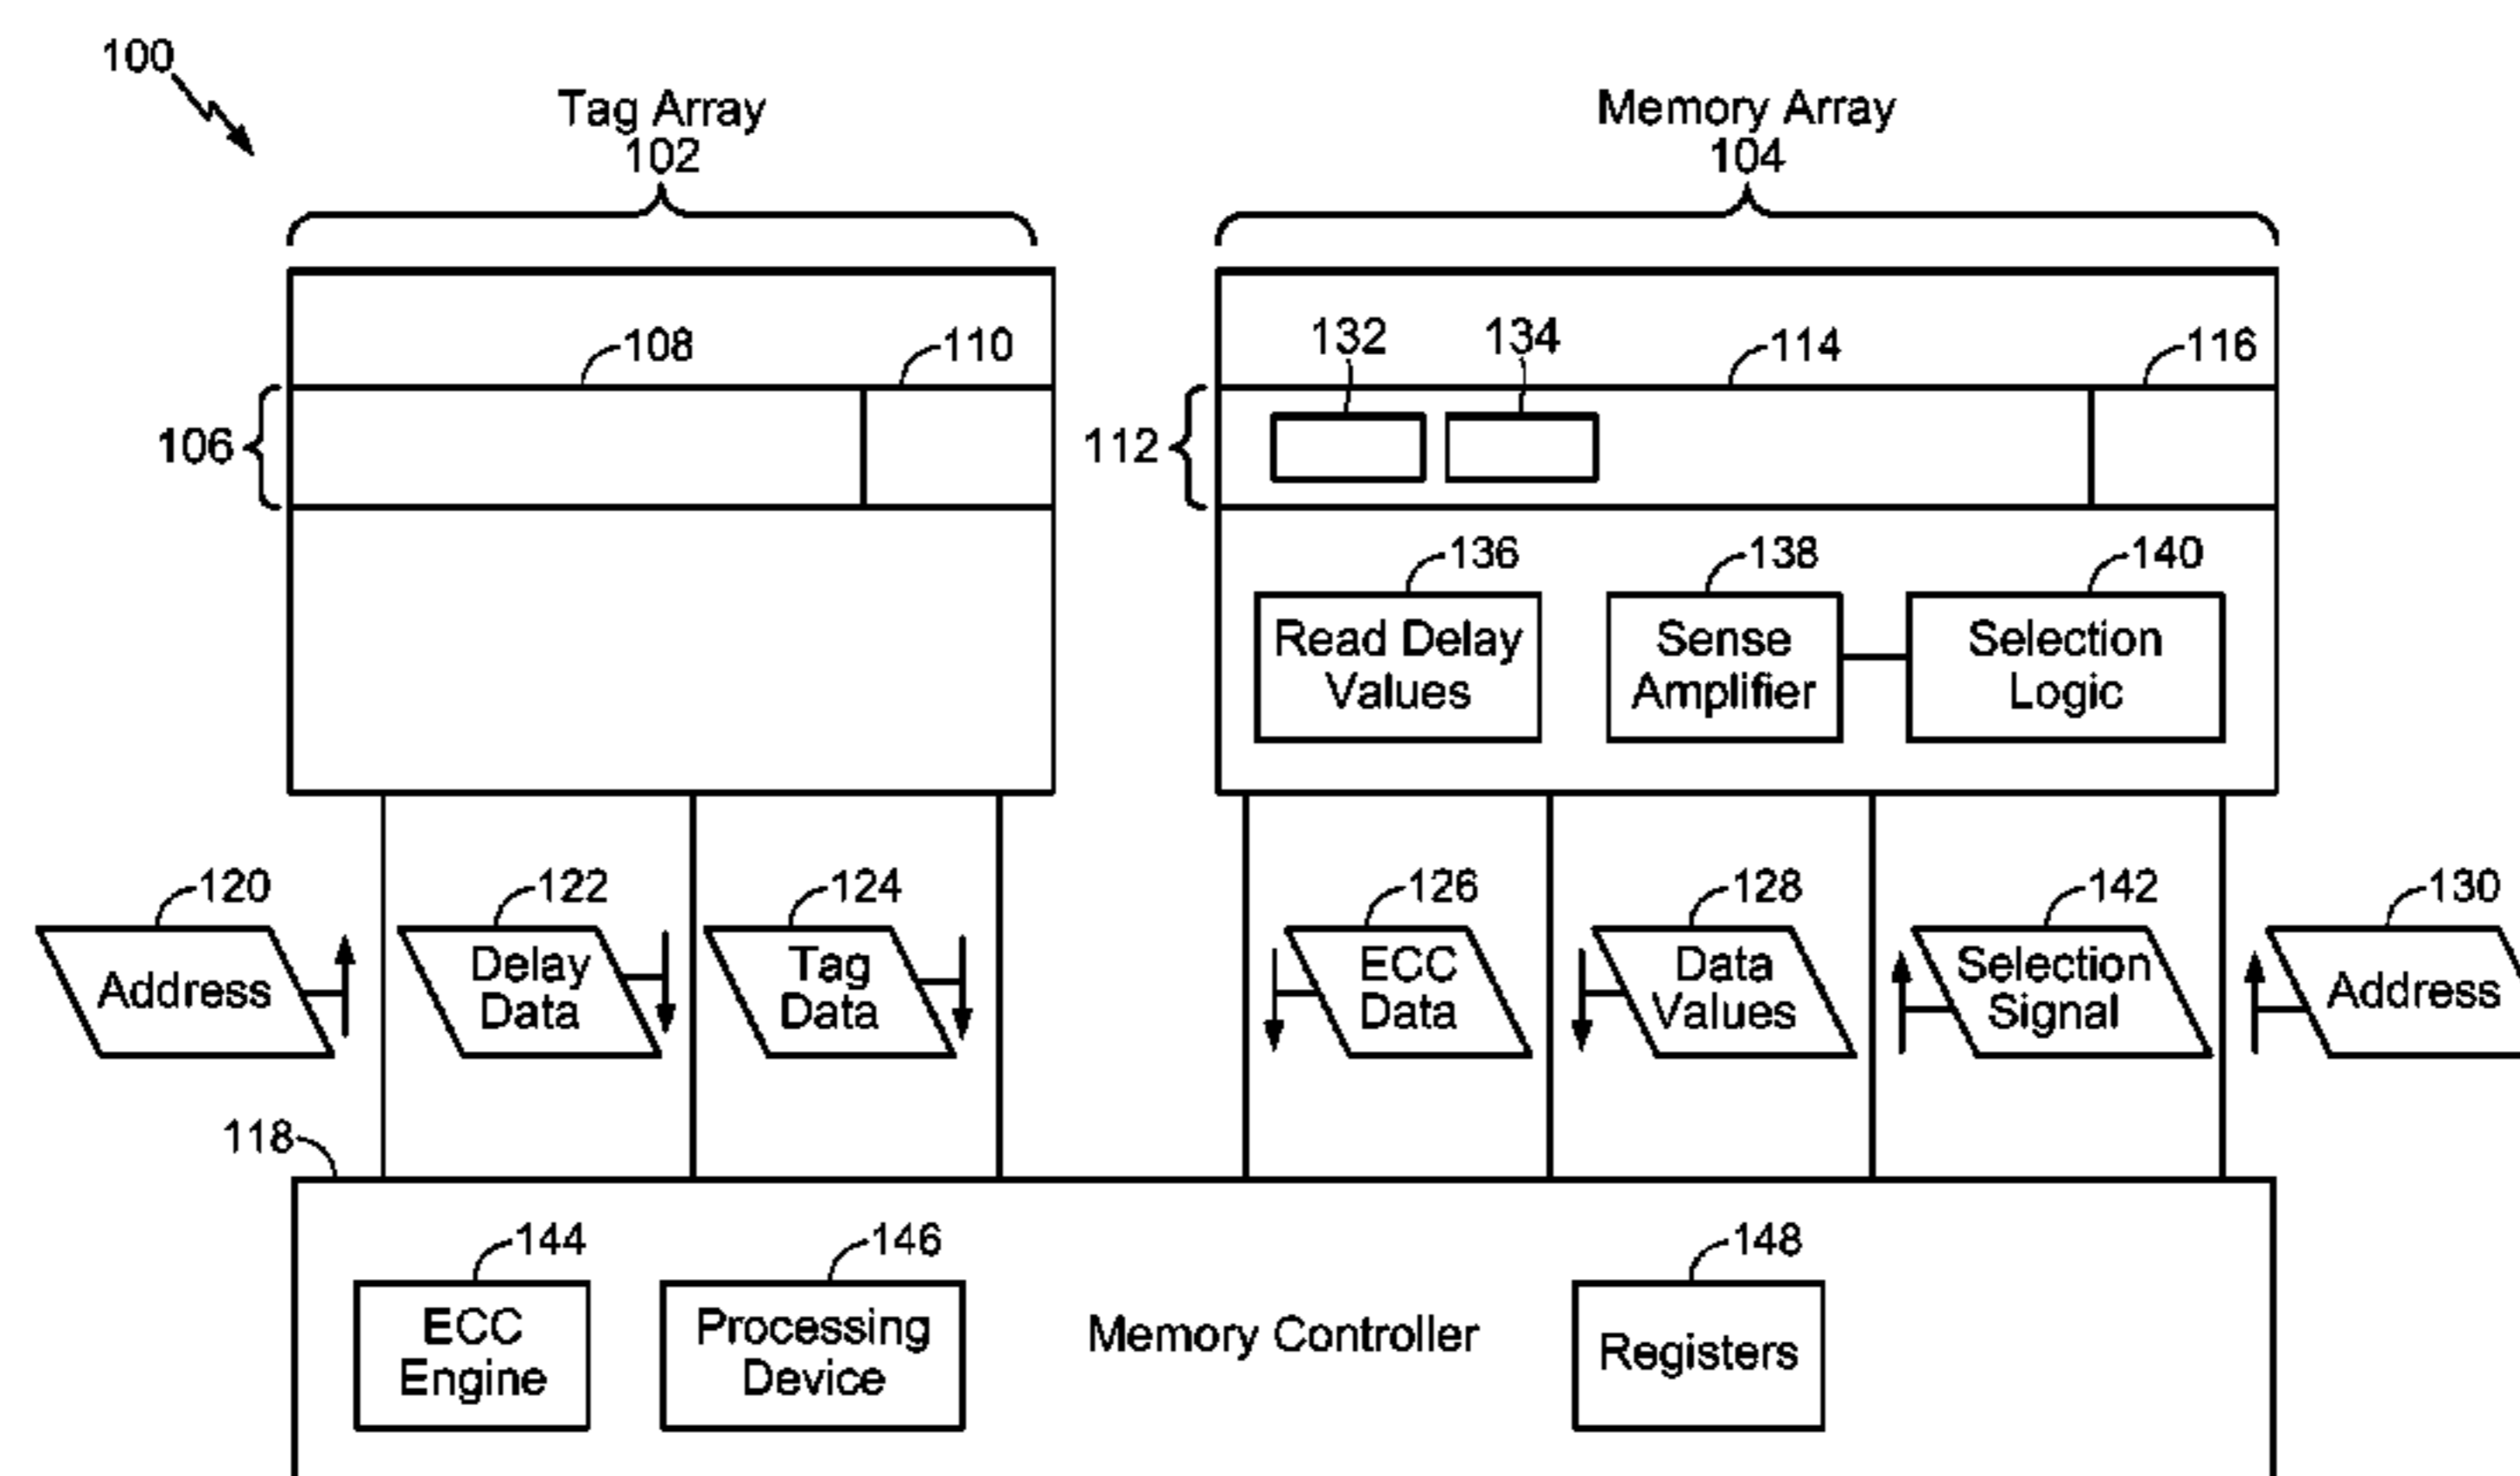 100
Tag Array
102
Memory Array
104
108
110
132
134
114
116
106
112
136
138
140
Read Delay
Values
Sense
Amplifier
Selection
Logic
120
122
124
126
128
142
130
Address
Delay
Data
Tag
Data
ECC
Data
Data
Values
Selection
Signal
Address
118
144
146
148
ECC
Engine
Processing
Device
Memory Controller
Registers